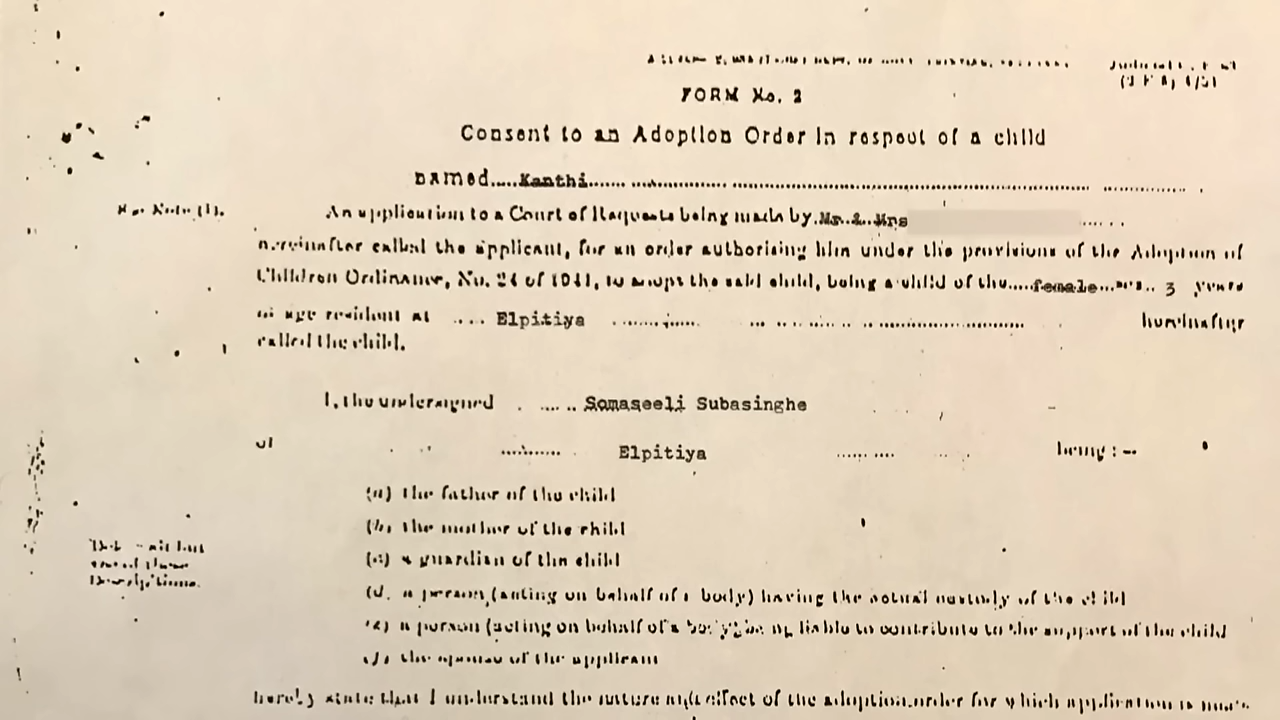 FORM No. 2
Consent to an Adoption Order in respect of a child
named.....Kanthi
See Note (1).
An application to a Court of Requests being made by Mr. & Mrs
hereinafter called the applicant, for an order authorising him under the provisions of the Adoption of
Children Ordinance, No. 24 of 1941, to adopt the said child, being a child of the.....female 3 years
of age resident at .... Elpitiya hereinafter
called the child.
I, the undersigned Somaseeli Subasinghe
of Elpitiya being :—
(a) the father of the child
(b) the mother of the child
(c) a guardian of the child
(d) a person (acting on behalf of a body) having the actual custody of the child
(e) a person (acting on behalf of a body) being liable to contribute to the support of the child
(f) the spouse of the applicant
hereby state that I understand the nature and effect of the adoption order for which application is made